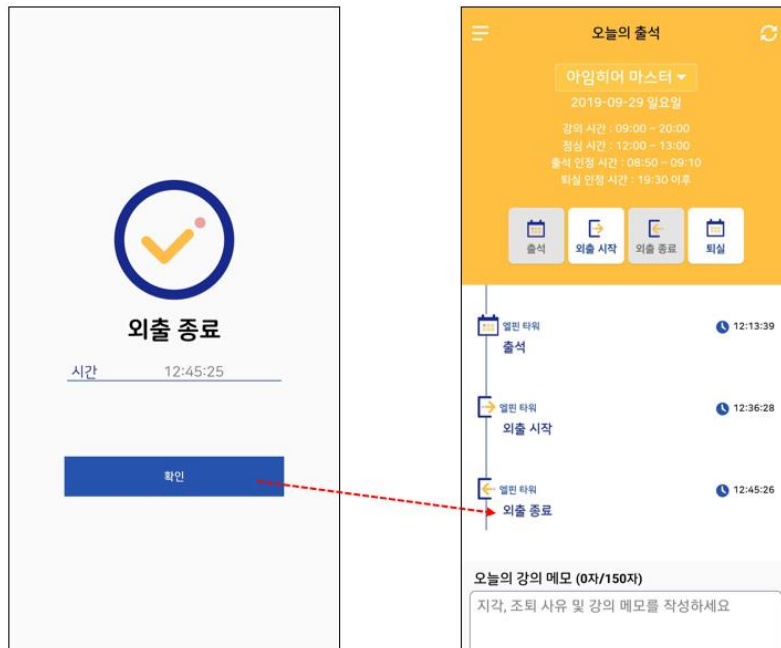 외출 종료
시간 12:45:25
확인
오늘의 출석
아임히어 마스터
2019-09-29 일요일
강의 시간 : 09:00 ~ 20:00
점심 시간 : 12:00 ~ 13:00
출석 인정 시간 : 08:50 ~ 09:10
퇴실 인정 시간 : 19:30 이후
출석 외출 시작 외출 종료 퇴실
엘핀 타워 12:13:39
출석
엘핀 타워 12:36:28
외출 시작
엘핀 타워 12:45:26
외출 종료
오늘의 강의 메모 (0자/150자)
지각, 조퇴 사유 및 강의 메모를 작성하세요